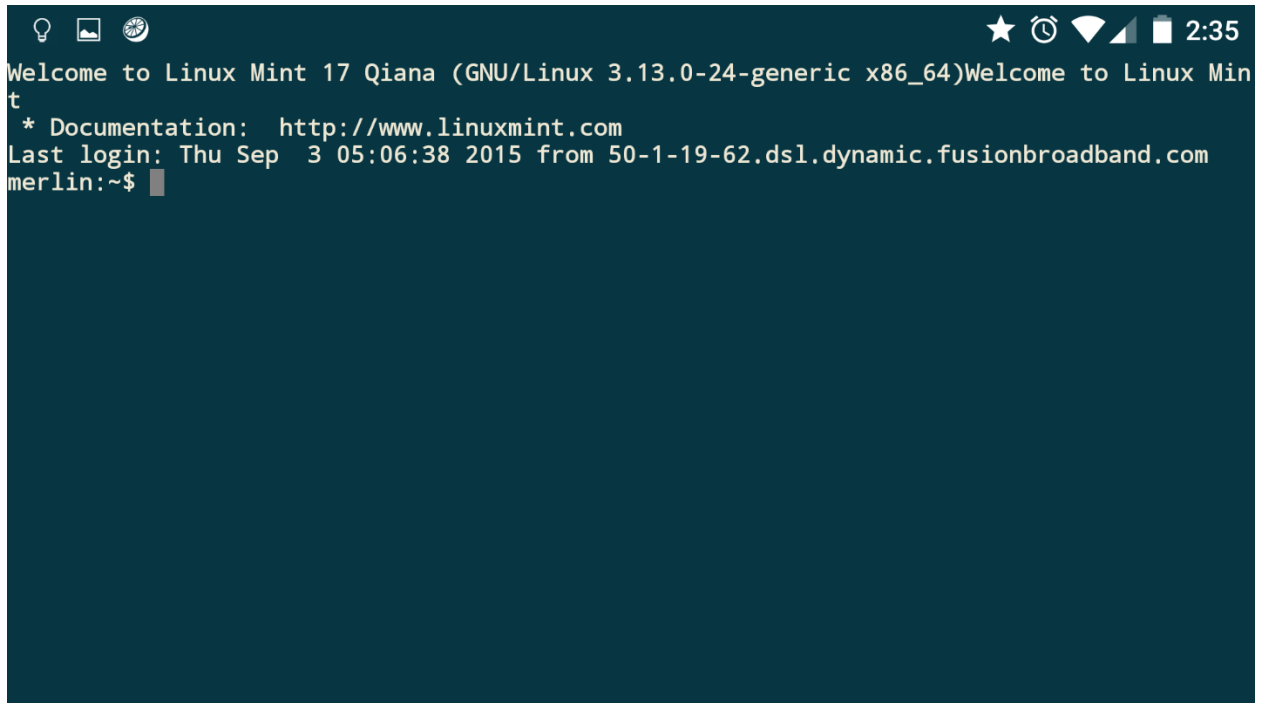 2:35
Welcome to Linux Mint 17 Qiana (GNU/Linux 3.13.0-24-generic x86_64)Welcome to Linux Min
t
 * Documentation:  http://www.linuxmint.com
Last login: Thu Sep  3 05:06:38 2015 from 50-1-19-62.dsl.dynamic.fusionbroadband.com
merlin:~$